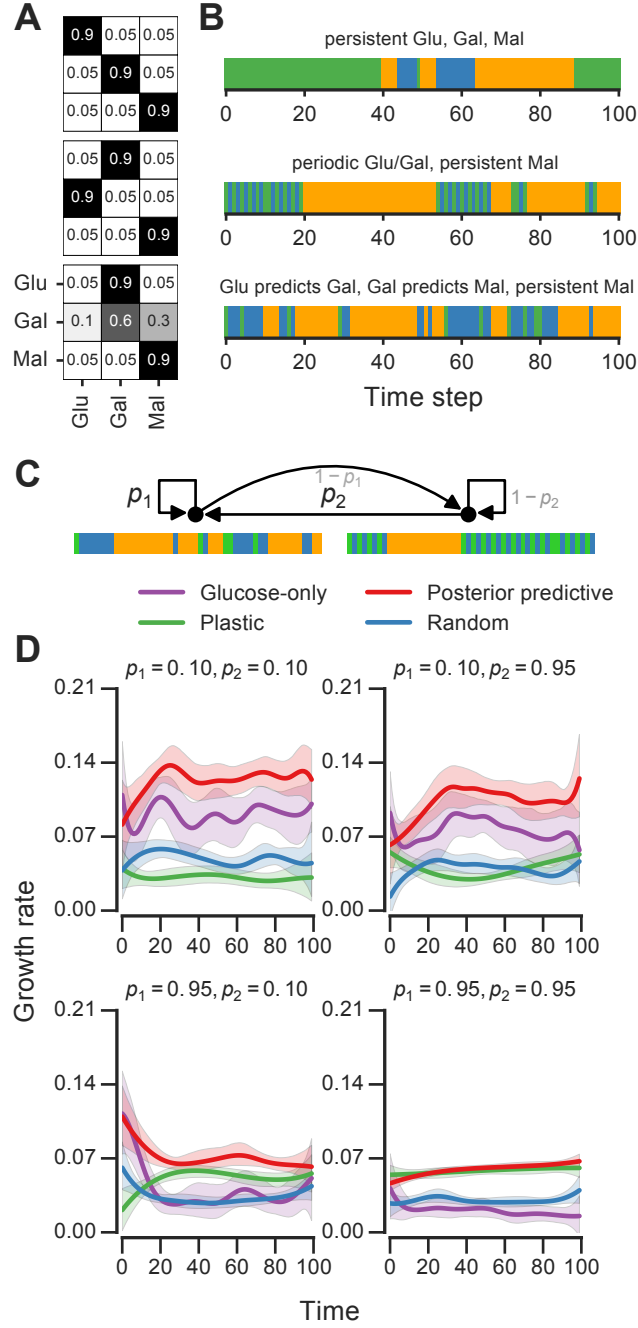 A
0.9 0.05 0.05
0.05 0.9 0.05
0.05 0.05 0.9
0.05 0.9 0.05
0.9 0.05 0.05
0.05 0.05 0.9
Glu 0.05 0.9 0.05
Gal 0.1 0.6 0.3
Mal 0.05 0.05 0.9
Glu Gal Mal
B
persistent Glu, Gal, Mal
0 20 40 60 80 100
periodic Glu/Gal, persistent Mal
0 20 40 60 80 100
Glu predicts Gal, Gal predicts Mal, persistent Mal
0 20 40 60 80 100
Time step
C
p₁
1 − p₁
p₂
1 − p₂
Glucose-only
Plastic
Posterior predictive
Random
D
Growth rate
p₁ = 0.10, p₂ = 0.10
0.21
0.14
0.07
0.00
0 20 40 60 80 100
p₁ = 0.10, p₂ = 0.95
0.21
0.14
0.07
0.00
0 20 40 60 80 100
p₁ = 0.95, p₂ = 0.10
0.21
0.14
0.07
0.00
0 20 40 60 80 100
p₁ = 0.95, p₂ = 0.95
0.21
0.14
0.07
0.00
0 20 40 60 80 100
Time